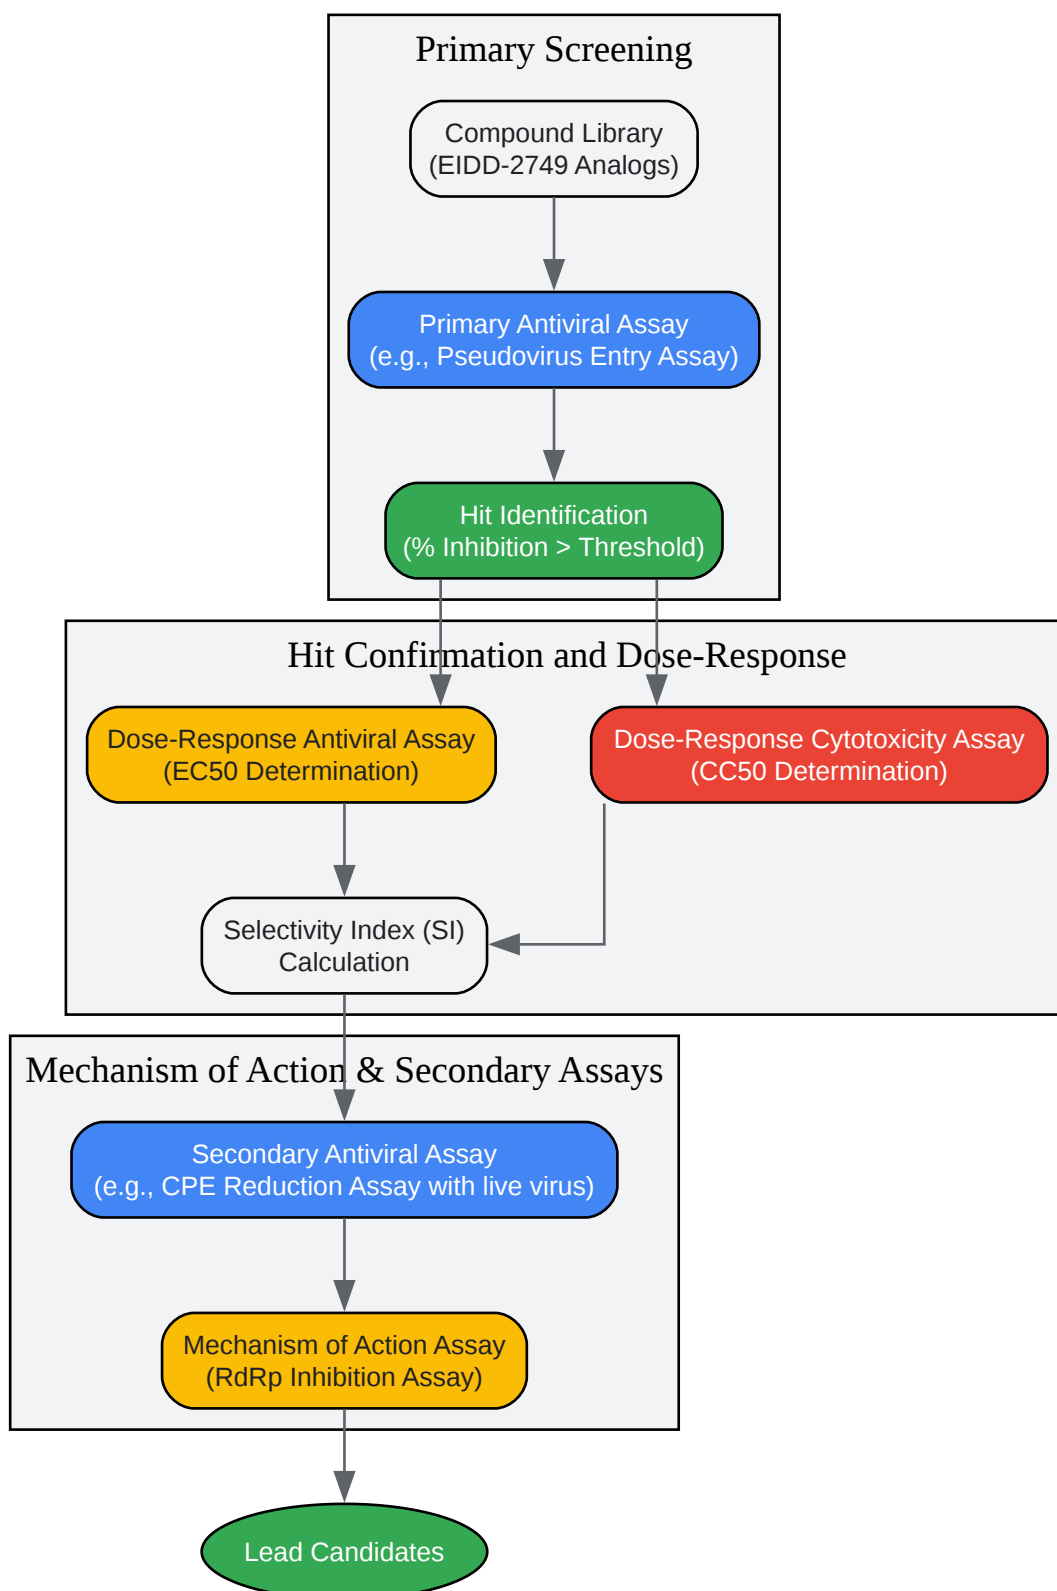 Primary Screening
Compound Library
(EIDD-2749 Analogs)
Primary Antiviral Assay
(e.g., Pseudovirus Entry Assay)
Hit Identification
(% Inhibition > Threshold)
Hit Confirmation and Dose-Response
Dose-Response Antiviral Assay
(EC50 Determination)
Dose-Response Cytotoxicity Assay
(CC50 Determination)
Selectivity Index (SI)
Calculation
Mechanism of Action & Secondary Assays
Secondary Antiviral Assay
(e.g., CPE Reduction Assay with live virus)
Mechanism of Action Assay
(RdRp Inhibition Assay)
Lead Candidates